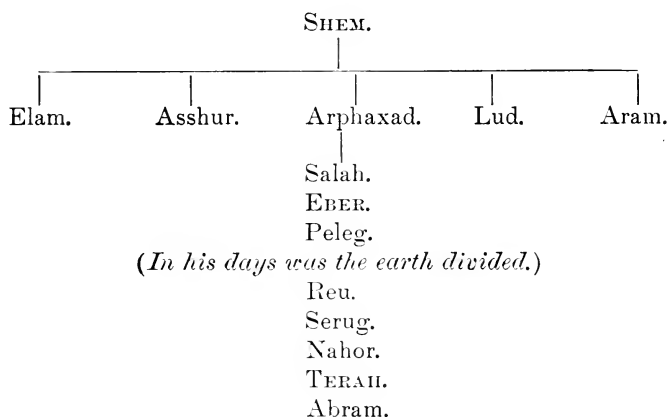 SHEM.
Elam. Asshur. Arphaxad. Lud. Aram.
Salah.
EBER.
Peleg.
(In his days was the earth divided.)
Reu.
Serug.
Nahor.
TERAH.
Abram.